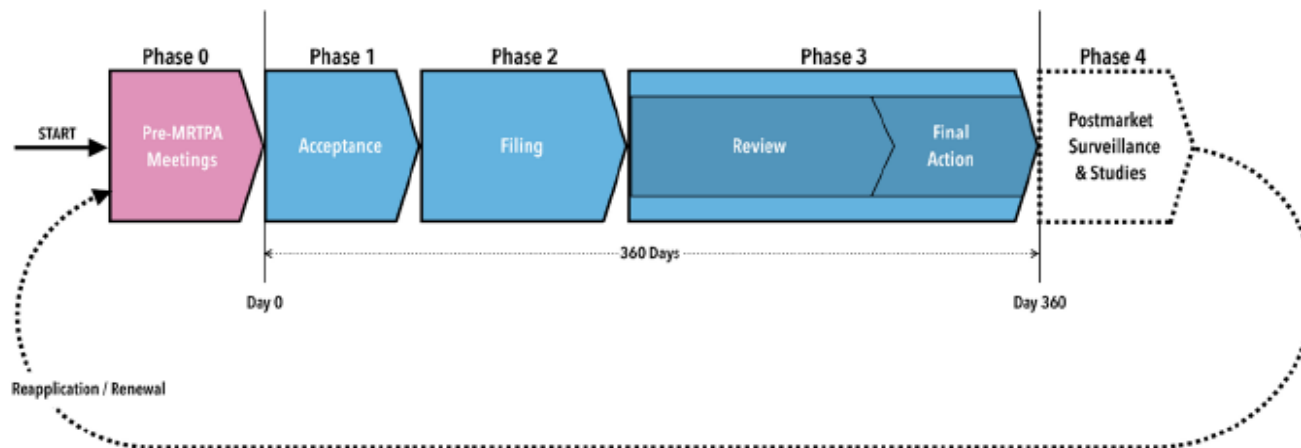 Phase 0
Phase 1
Phase 2
Phase 3
Phase 4
START
Pre-MRTPA
Meetings
Acceptance
Filing
Review
Final
Action
Postmarket
Surveillance
& Studies
360 Days
Day 0
Day 360
Reapplication / Renewal